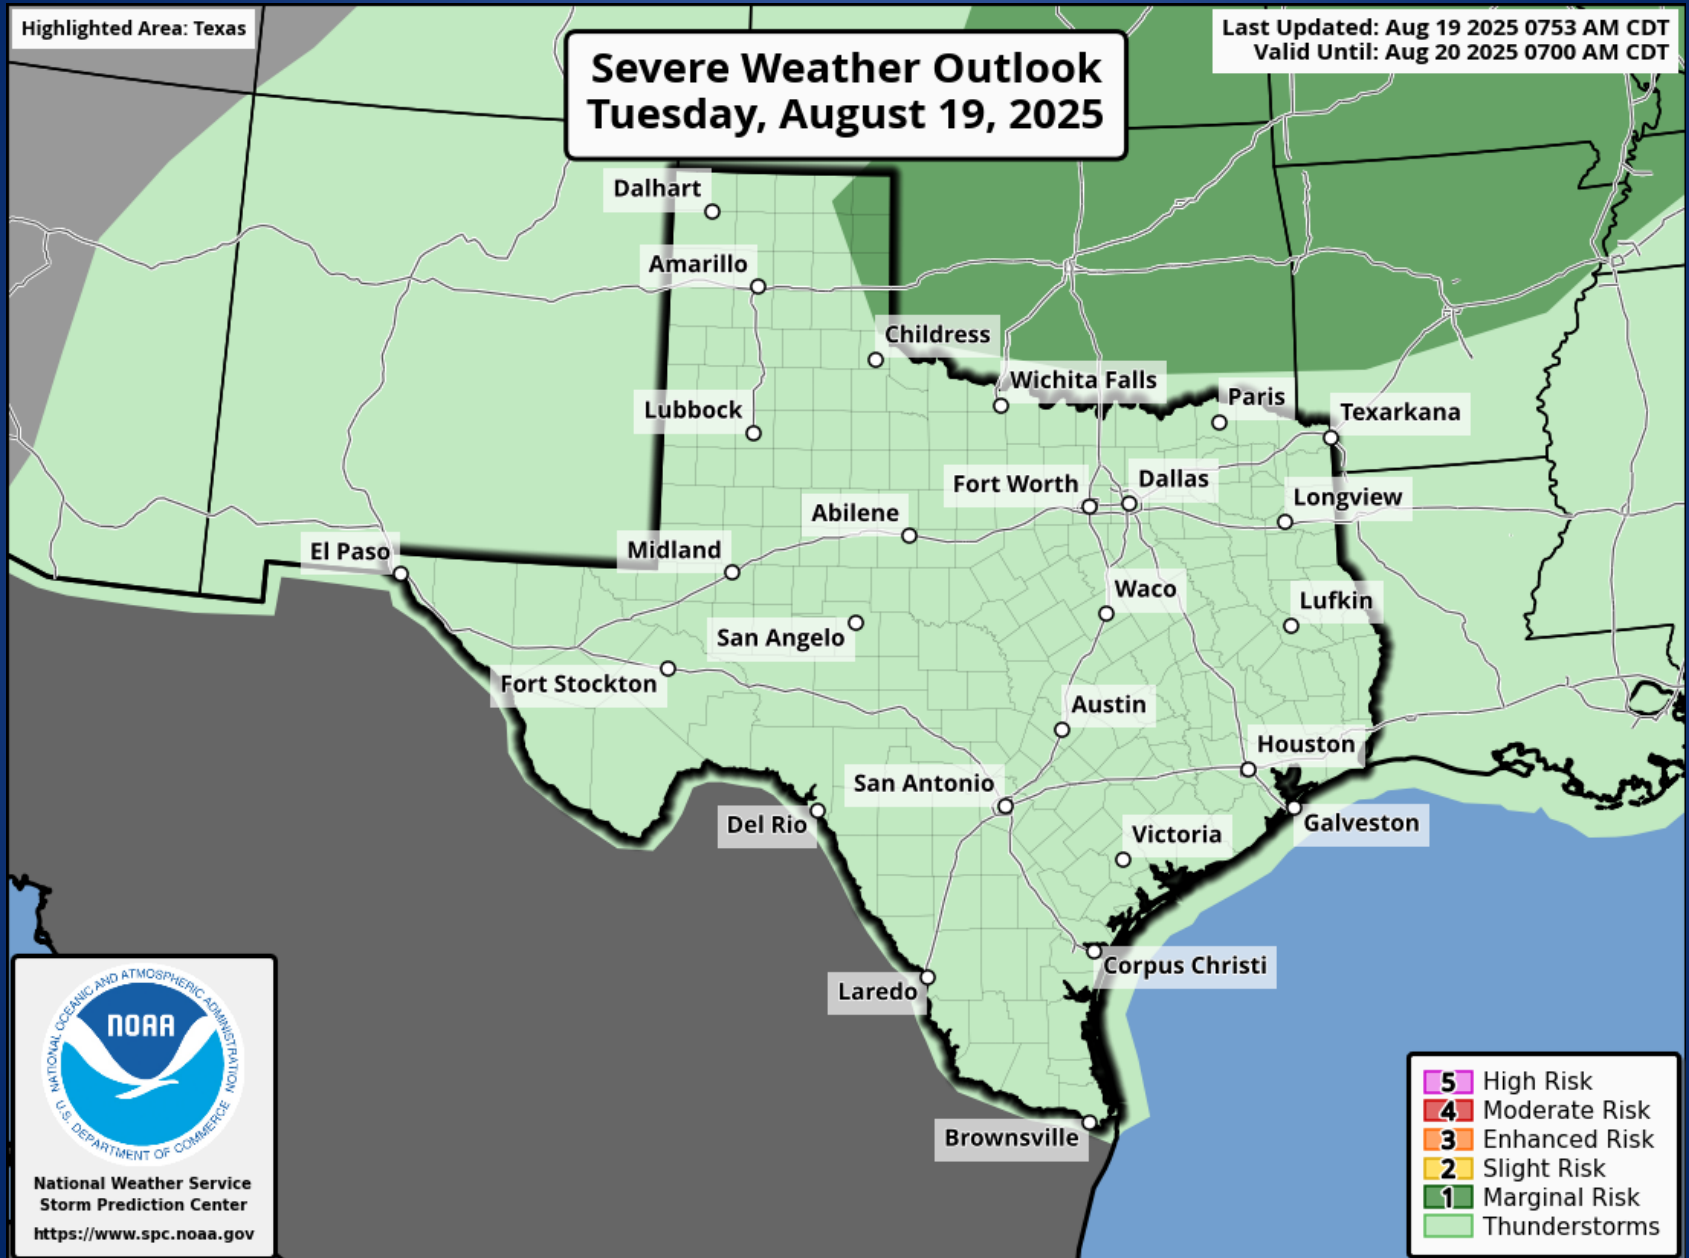 Highlighted Area: Texas
Last Updated: Aug 19 2025 0753 AM CDT
Valid Until: Aug 20 2025 0700 AM CDT
Severe Weather Outlook
Tuesday, August 19, 2025
Dalhart
Amarillo
Childress
Wichita Falls
Paris
Lubbock
Texarkana
Dallas
Fort Worth
Longview
Abilene
El Paso
Midland
Waco
Lufkin
San Angelo
Fort Stockton
Austin
Houston
San Antonio
Del Rio
Galveston
Victoria
Corpus Christi
Laredo
Brownsville
NATIONAL OCEANIC AND ATMOSPHERIC ADMINISTRATION
NOAA
U.S. DEPARTMENT OF COMMERCE
National Weather Service
Storm Prediction Center
https://www.spc.noaa.gov
5 High Risk
4 Moderate Risk
3 Enhanced Risk
2 Slight Risk
1 Marginal Risk
Thunderstorms